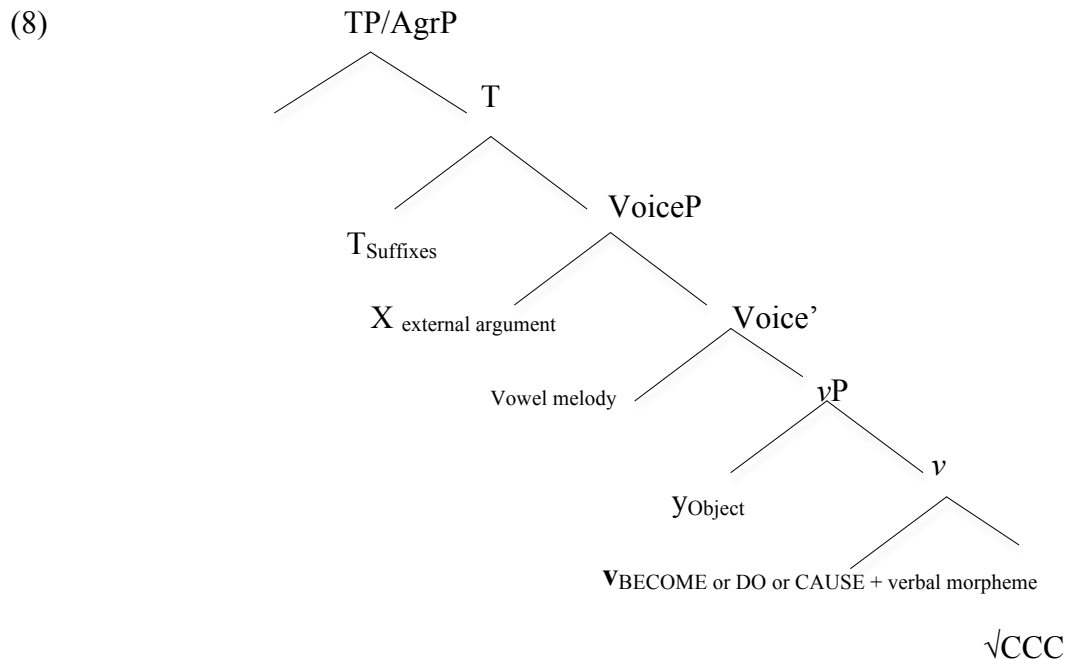 (8)
TP/AgrP
T
VoiceP
T Suffixes
X external argument
Voice’
Vowel melody
vP
v
yObject
vBECOME or DO or CAUSE + verbal morpheme
√CCC